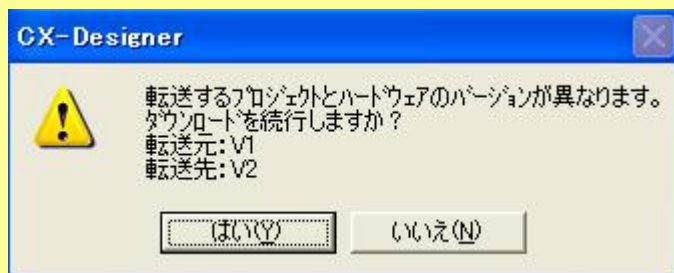 CX-Designer
転送するﾌﾟﾛｼﾞｪｸﾄとﾊｰﾄﾞｳｪｱのﾊﾞｰｼﾞｮﾝが異なります。
ﾀﾞｳﾝﾛｰﾄﾞを続行しますか？
転送元：V1
転送先：V2
はい(Y) いいえ(N)